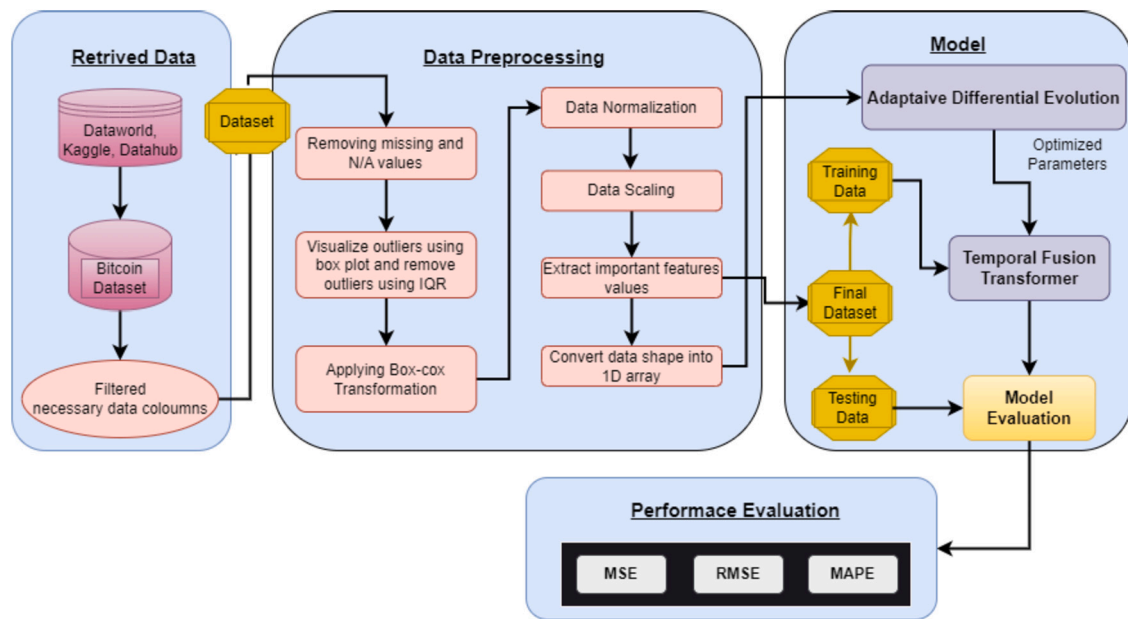 Retrived Data
Dataworld,
Kaggle, Datahub
Bitcoin
Dataset
Filtered
necessary data coloumns
Dataset
Data Preprocessing
Removing missing and
N/A values
Visualize outliers using
box plot and remove
outliers using IQR
Applying Box-cox
Transformation
Data Normalization
Data Scaling
Extract important features
values
Convert data shape into
1D array
Model
Adaptaive Differential Evolution
Optimized
Parameters
Training
Data
Temporal Fusion
Transformer
Final
Dataset
Testing
Data
Model
Evaluation
Performace Evaluation
MSE
RMSE
MAPE